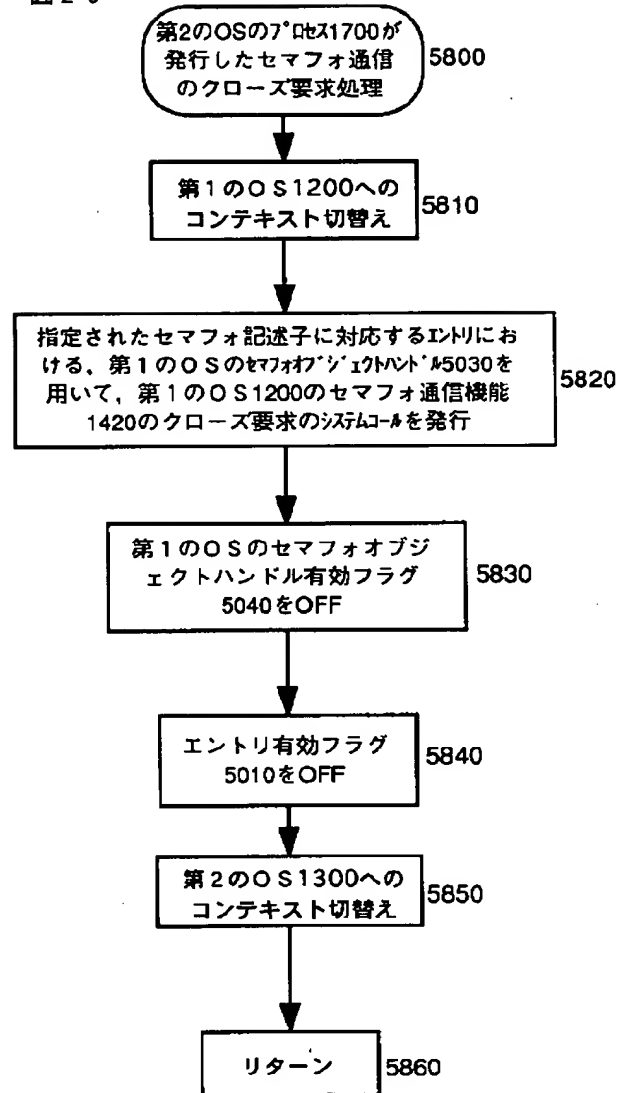 第2のOSのﾌﾟﾛｾｽ1700が
発行したセマフォ通信
のクローズ要求処理
5800
第1のOS1200への
コンテキスト切替え
5810
指定されたセマフォ記述子に対応するｴﾝﾄﾘにお
ける，第1のOSのｾﾏﾌｫｵﾌﾞｼﾞｪｸﾄﾊﾝﾄﾞﾙ5030を
用いて，第1のOS1200のセマフォ通信機能
1420のクローズ要求のｼｽﾃﾑｺｰﾙを発行
5820
第1のOSのセマフォオブジ
ェクトハンドル有効フラグ
5040をOFF
5830
エントリ有効フラグ
5010をOFF
5840
第2のOS1300への
コンテキスト切替え
5850
リターン
5860